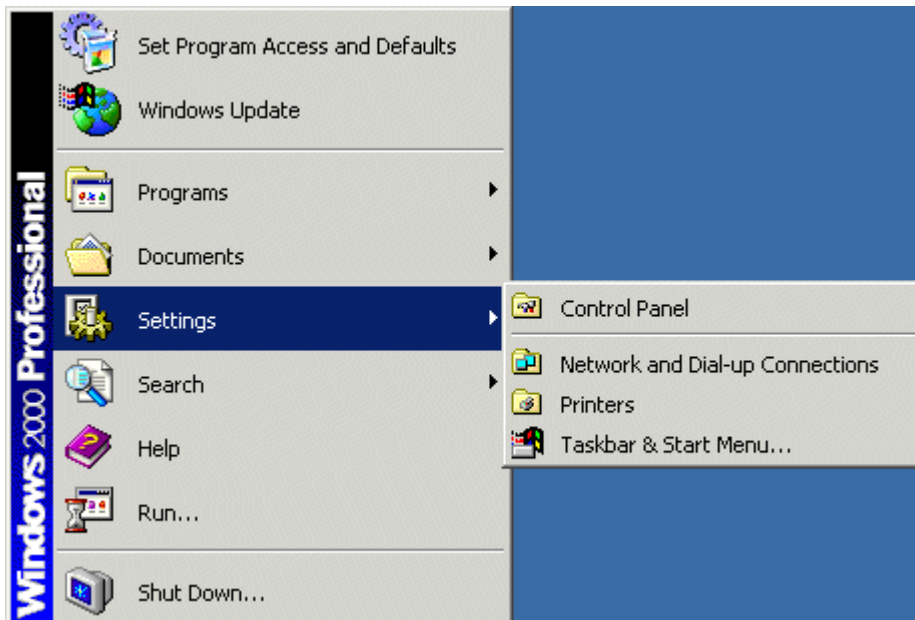 Set Program Access and Defaults
Windows Update
Programs
Documents
Settings
Search
Help
Run...
Shut Down...
Windows 2000 Professional
Control Panel
Network and Dial-up Connections
Printers
Taskbar & Start Menu...